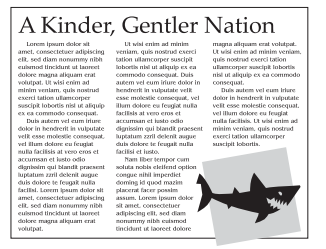 A Kinder, Gentler Nation
Lorem ipsum dolor sit
amet, consectetuer adipiscing
elit, sed diam nonummy nibh
euismod tincidunt ut laoreet
dolore magna aliquam erat
volutpat. Ut wisi enim ad
minim veniam, quis nostrud
exerci tation ullamcorper
suscipit lobortis nisl ut aliquip
ex ea commodo consequat.
Duis autem vel eum iriure
dolor in hendrerit in vulputate
velit esse molestie consequat,
vel illum dolore eu feugiat
nulla facilisis at vero eros et
accumsan et iusto odio
dignissim qui blandit praesent
luptatum zzril delenit augue
duis dolore te feugait nulla
facilisi. Lorem ipsum dolor sit
amet, consectetuer adipiscing
elit, sed diam nonummy nibh
euismod tincidunt ut laoreet
dolore magna aliquam erat
volutpat.
Ut wisi enim ad minim
veniam, quis nostrud exerci
tation ullamcorper suscipit
lobortis nisl ut aliquip ex ea
commodo consequat. Duis
autem vel eum iriure dolor in
hendrerit in vulputate velit
esse molestie consequat, vel
illum dolore eu feugiat nulla
facilisis at vero eros et
accumsan et iusto odio
dignissim qui blandit praesent
luptatum zzril delenit augue
duis dolore te feugait nulla
facilisi et iusto.
Nam liber tempor cum
soluta nobis eleifend option
congue nihil imperdiet
doming id quod mazim
placerat facer possim
assum. Lorem ipsum dolor
sit amet, consectetuer
adipiscing elit, sed diam
nonummy nibh euismod
tincidunt ut laoreet dolore
magna aliquam erat volutpat.
Ut wisi enim ad minim veniam,
quis nostrud exerci tation
ullamcorper suscipit lobortis
nisl ut aliquip ex ea commodo
consequat.
Duis autem vel eum iriure
dolor in hendrerit in vulputate
velit esse molestie consequat,
vel illum dolore eu feugiat
nulla facilisis. Ut wisi enim ad
minim veniam, quis nostrud
exerci tation ullamcorper
suscipit lobortis.